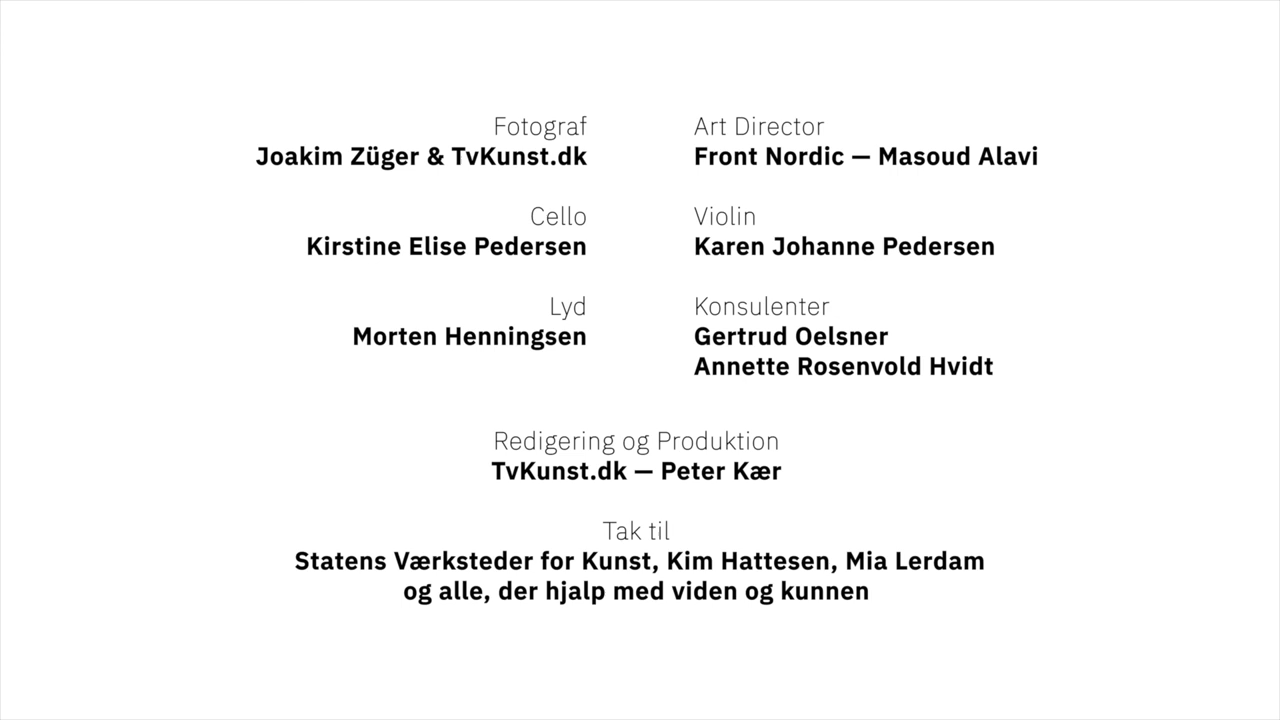 Fotograf
Joakim Züger & TvKunst.dk
Art Director
Front Nordic — Masoud Alavi
Cello
Kirstine Elise Pedersen
Violin
Karen Johanne Pedersen
Lyd
Morten Henningsen
Konsulenter
Gertrud Oelsner
Annette Rosenvold Hvidt
Redigering og Produktion
TvKunst.dk — Peter Kær
Tak til
Statens Værksteder for Kunst, Kim Hattesen, Mia Lerdam
og alle, der hjalp med viden og kunnen